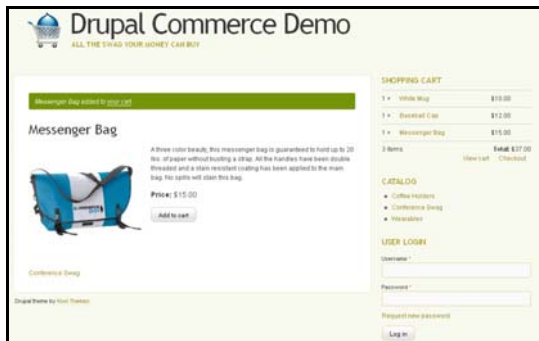 Drupal Commerce Demo
ALL THE SWAG YOUR MONEY CAN BUY
Messenger Bag added to your cart
Messenger Bag
A three color beauty, this messenger bag is guaranteed to hold up to 20
lbs. of paper without busting a strap. All the handles have been double
threaded and a stain resistant coating has been applied to the main
bag. No spills will stain this bag.
Price: $15.00
Add to cart
Conference Swag
Drupal theme by Kiwi Themes
SHOPPING CART
1 × White Mug $10.00
1 × Baseball Cap $12.00
1 × Messenger Bag $15.00
3 items Total: $37.00
View cart Checkout
CATALOG
Coffee Holders
Conference Swag
Wearables
USER LOGIN
Username *
Password *
Request new password
Log in